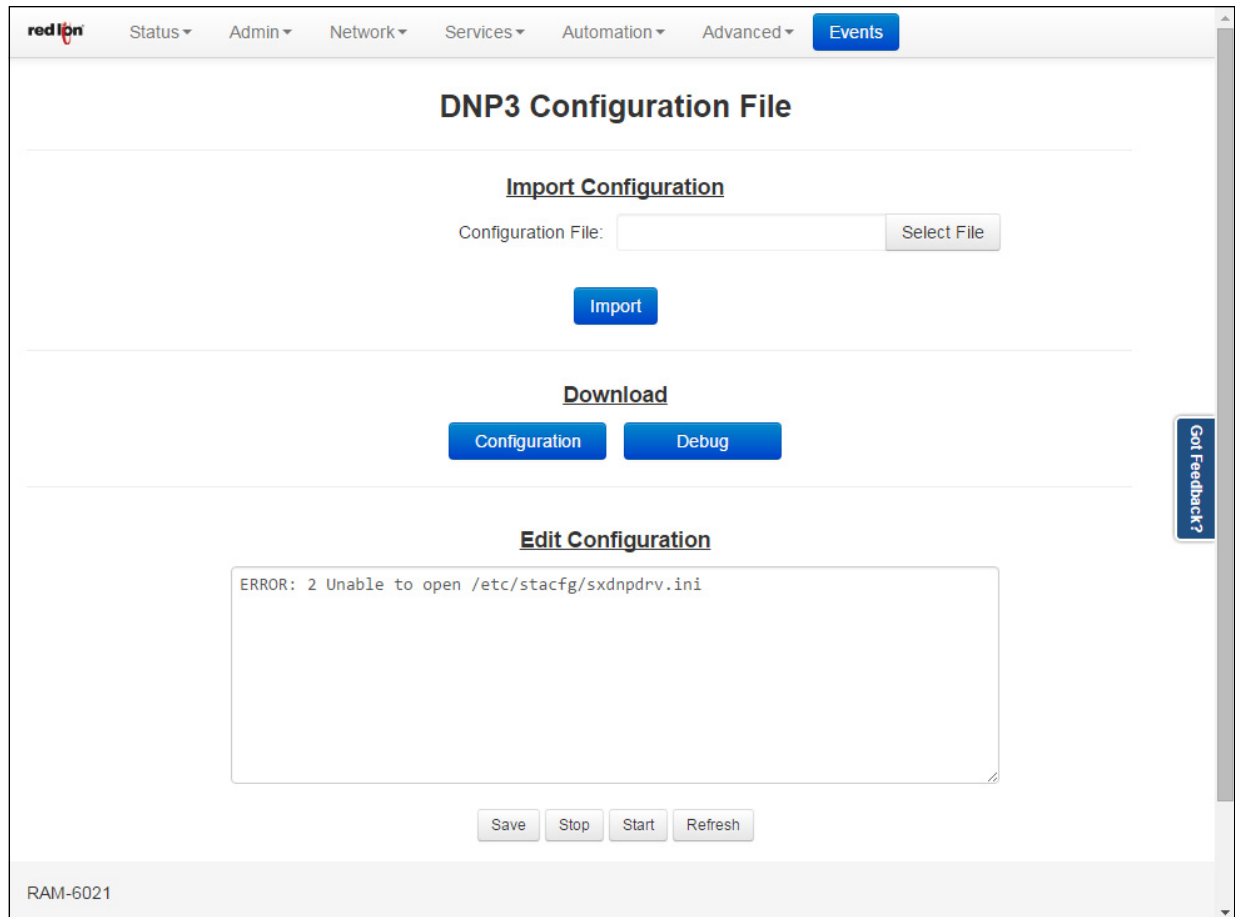 red lion Status Admin Network Services Automation Advanced Events
DNP3 Configuration File
Import Configuration
Configuration File: Select File
Import
Download
Configuration Debug
Got Feedback?
Edit Configuration
ERROR: 2 Unable to open /etc/stacfg/sxdnpdrv.ini
Save Stop Start Refresh
RAM-6021